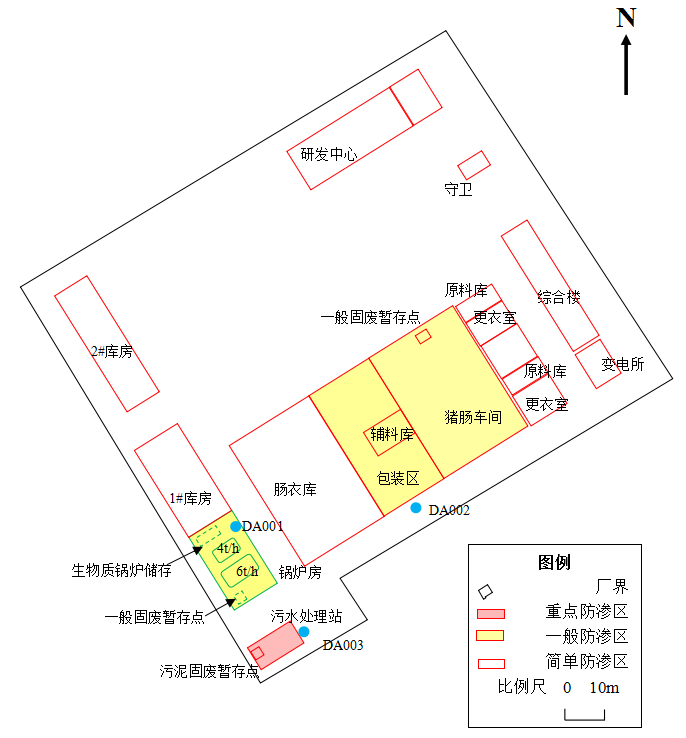 N
研发中心
守卫
原料库
综合楼
一般固废暂存点
更衣室
2#库房
变电所
原料库
更衣室
猪肠车间
辅料库
包装区
肠衣库
1#库房
DA002
DA001
4t/h
生物质锅炉储存
6t/h
锅炉房
一般固废暂存点
污水处理站
DA003
污泥固废暂存点
图例
厂界
重点防渗区
一般防渗区
简单防渗区
比例尺 0 10m